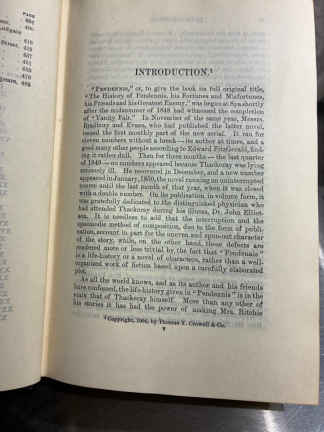 PAGE
INTRODUCTION.¹
"PENDENNIS," or, to give the book its full original title,
"The History of Pendennis, his Fortunes and Misfortunes,
his Friends and his Greatest Enemy," was begun at Spa shortly
after the midsummer of 1848 had witnessed the completion
of "Vanity Fair." In November of the same year, Messrs.
Bradbury and Evans, who had published the latter novel,
issued the first monthly part of the new serial. It ran for
eleven numbers without a break—its author at times, and a
good many other people seconding Edward Fitzgerald, find-
ing it rather dull. Then for three months—the last quarter
of 1849—no numbers appeared because Thackeray was lying
seriously ill. He recovered in December, and a new number
appeared in January, 1850, the novel running on uninterrupted
course until the last month of that year, when it was closed
with a double number. On its publication, in volume form, it
was gratefully dedicated to the distinguished physician who
had attended Thackeray during his illness, Dr. John Elliot-
son. It is needless to add that the interruption and the
spasmodic method of composition, due to the form of publi-
cation, account in part for the uneven and spun-out character
of the story, while, on the other hand, these defects are
rendered more or less trivial by the fact that "Pendennis"
is a life-history or a novel of characters, rather than a well-
organized work of fiction based upon a carefully elaborated
plot.
As all the world knows, and as the author and his friends
have confessed, the life-history given in "Pendennis" is in the
main that of Thackeray himself. More than any other of
his stories it has had the power of making Mrs. Ritchie
¹ Copyright, 1904, by Thomas Y. Crowell & Co.
v